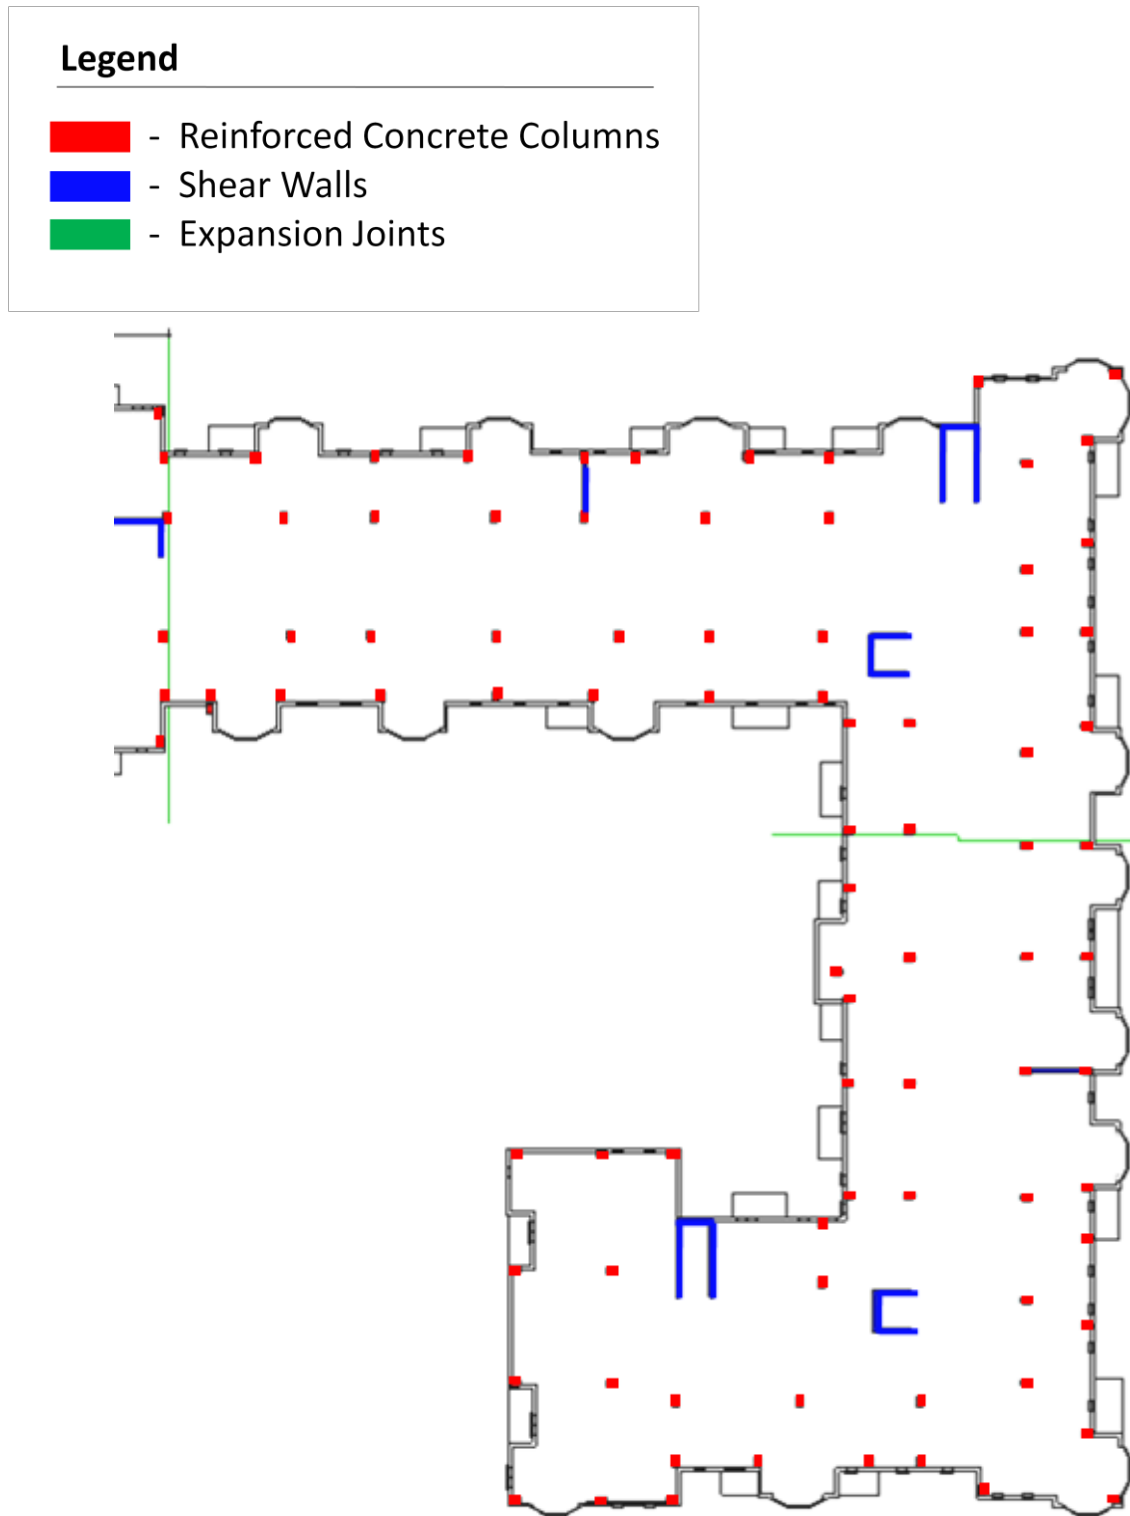 Legend
- Reinforced Concrete Columns
- Shear Walls
- Expansion Joints